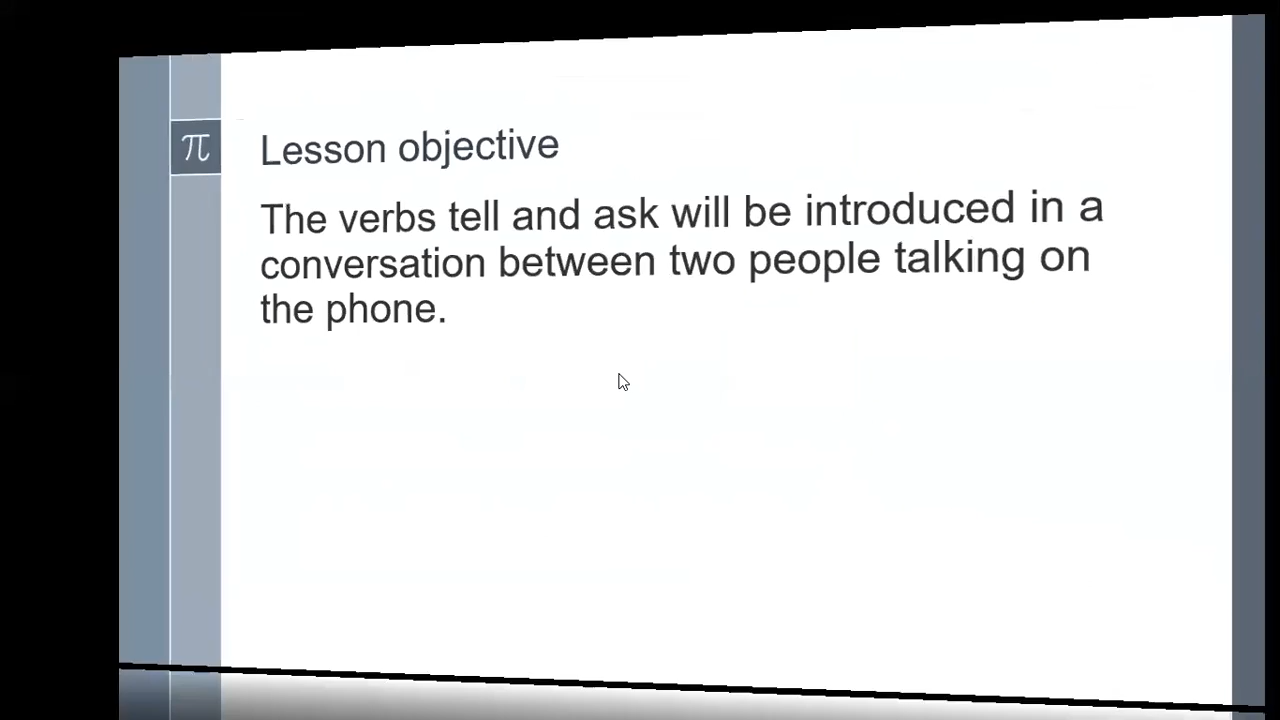 π
Lesson objective
The verbs tell and ask will be introduced in a
conversation between two people talking on
the phone.